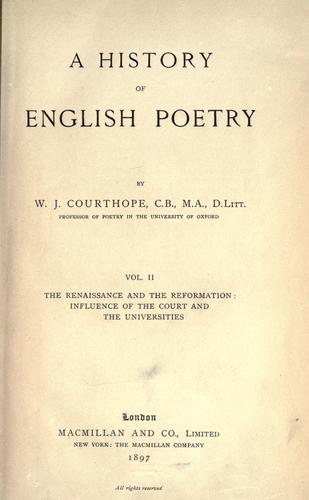 A HISTORY
OF
ENGLISH POETRY
BY
W. J. COURTHOPE, C.B., M.A., D.Litt.
PROFESSOR OF POETRY IN THE UNIVERSITY OF OXFORD
VOL. II
THE RENAISSANCE AND THE REFORMATION:
INFLUENCE OF THE COURT AND
THE UNIVERSITIES
London
MACMILLAN AND CO., Limited
NEW YORK: THE MACMILLAN COMPANY
1897
All rights reserved